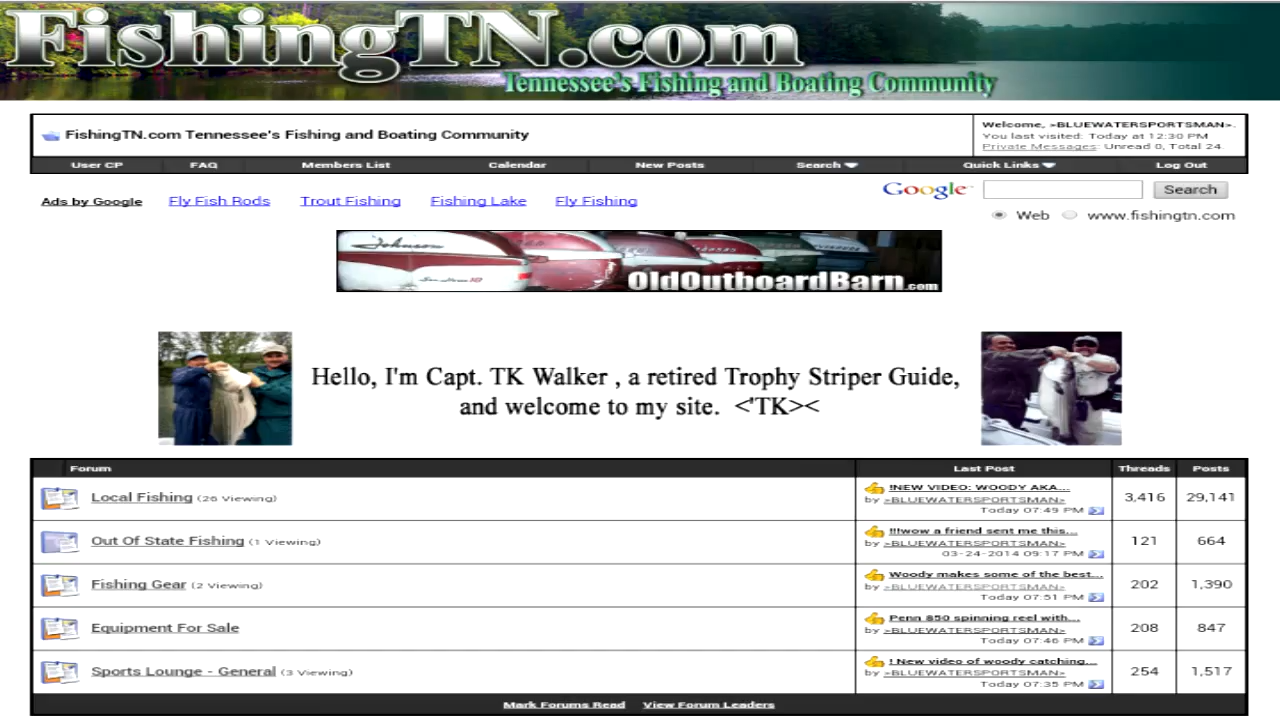 FishingTN.com
Tennessee's Fishing and Boating Community
FishingTN.com Tennessee's Fishing and Boating Community
Welcome, >BLUEWATERSPORTSMAN>.
You last visited: Today at 12:30 PM
Private Messages: Unread 0, Total 24.
User CP FAQ Members List Calendar New Posts Search Quick Links Log Out
Ads by Google Fly Fish Rods Trout Fishing Fishing Lake Fly Fishing
Google Search
Web www.fishingtn.com
Johnson
OldOutboardBarn.com
Hello, I'm Capt. TK Walker , a retired Trophy Striper Guide,
and welcome to my site. <'TK><
Forum Last Post Threads Posts
Local Fishing (26 Viewing)
!NEW VIDEO: WOODY AKA...
by >BLUEWATERSPORTSMAN>
Today 07:49 PM
3,416 29,141
Out Of State Fishing (1 Viewing)
!!!wow a friend sent me this...
by >BLUEWATERSPORTSMAN>
03-24-2014 09:17 PM
121 664
Fishing Gear (2 Viewing)
Woody makes some of the best...
by >BLUEWATERSPORTSMAN>
Today 07:51 PM
202 1,390
Equipment For Sale
Penn 850 spinning reel with...
by >BLUEWATERSPORTSMAN>
Today 07:46 PM
208 847
Sports Lounge - General (3 Viewing)
! New video of woody catching...
by >BLUEWATERSPORTSMAN>
Today 07:35 PM
254 1,517
Mark Forums Read View Forum Leaders